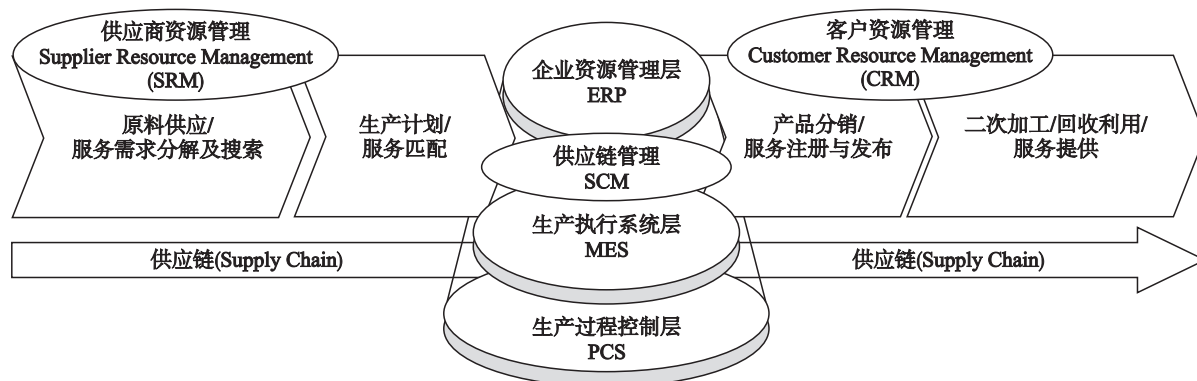 供应商资源管理
Supplier Resource Management
(SRM)
原料供应/
服务需求分解及搜索
生产计划/
服务匹配
企业资源管理层
ERP
供应链管理
SCM
生产执行系统层
MES
生产过程控制层
PCS
客户资源管理
Customer Resource Management
(CRM)
产品分销/
服务注册与发布
二次加工/回收利用/
服务提供
供应链(Supply Chain)
供应链(Supply Chain)